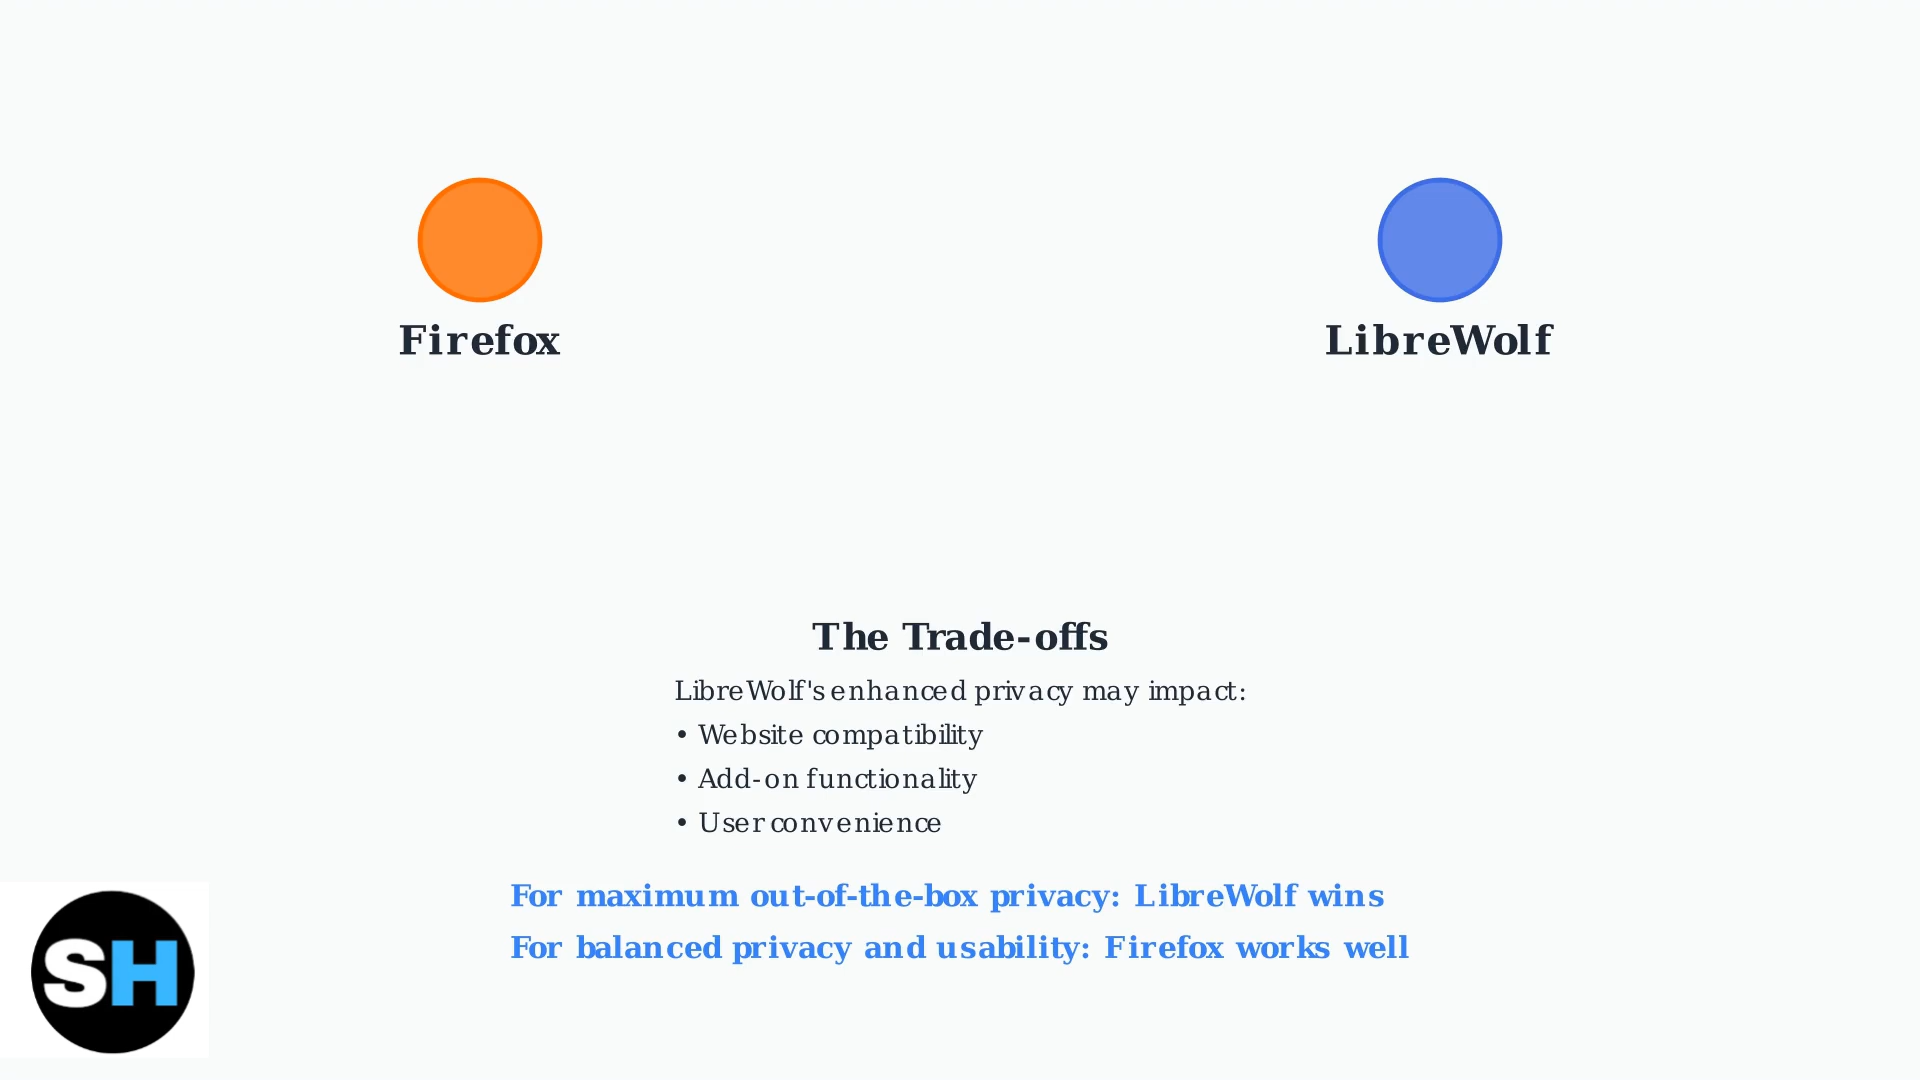 Firefox
LibreWolf
The Trade-offs
LibreWolf's enhanced privacy may impact:
• Website compatibility
• Add-on functionality
• User convenience
For maximum out-of-the-box privacy: LibreWolf wins
For balanced privacy and usability: Firefox works well
SH